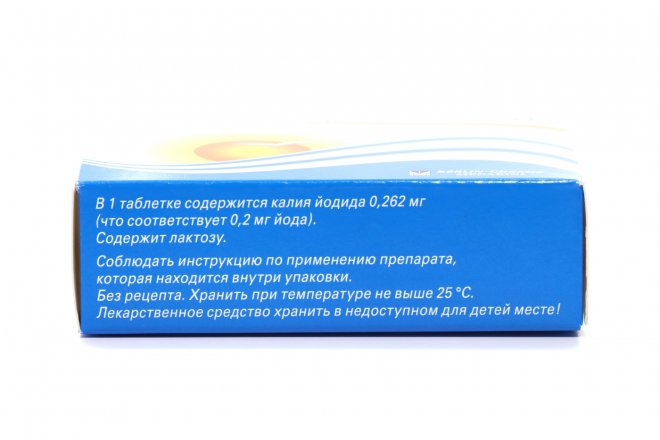 В 1 таблетке содержится калия йодида 0,262 мг
(что соответствует 0,2 мг йода).
Содержит лактозу.
Соблюдать инструкцию по применению препарата,
которая находится внутри упаковки.
Без рецепта. Хранить при температуре не выше 25 °C.
Лекарственное средство хранить в недоступном для детей месте!